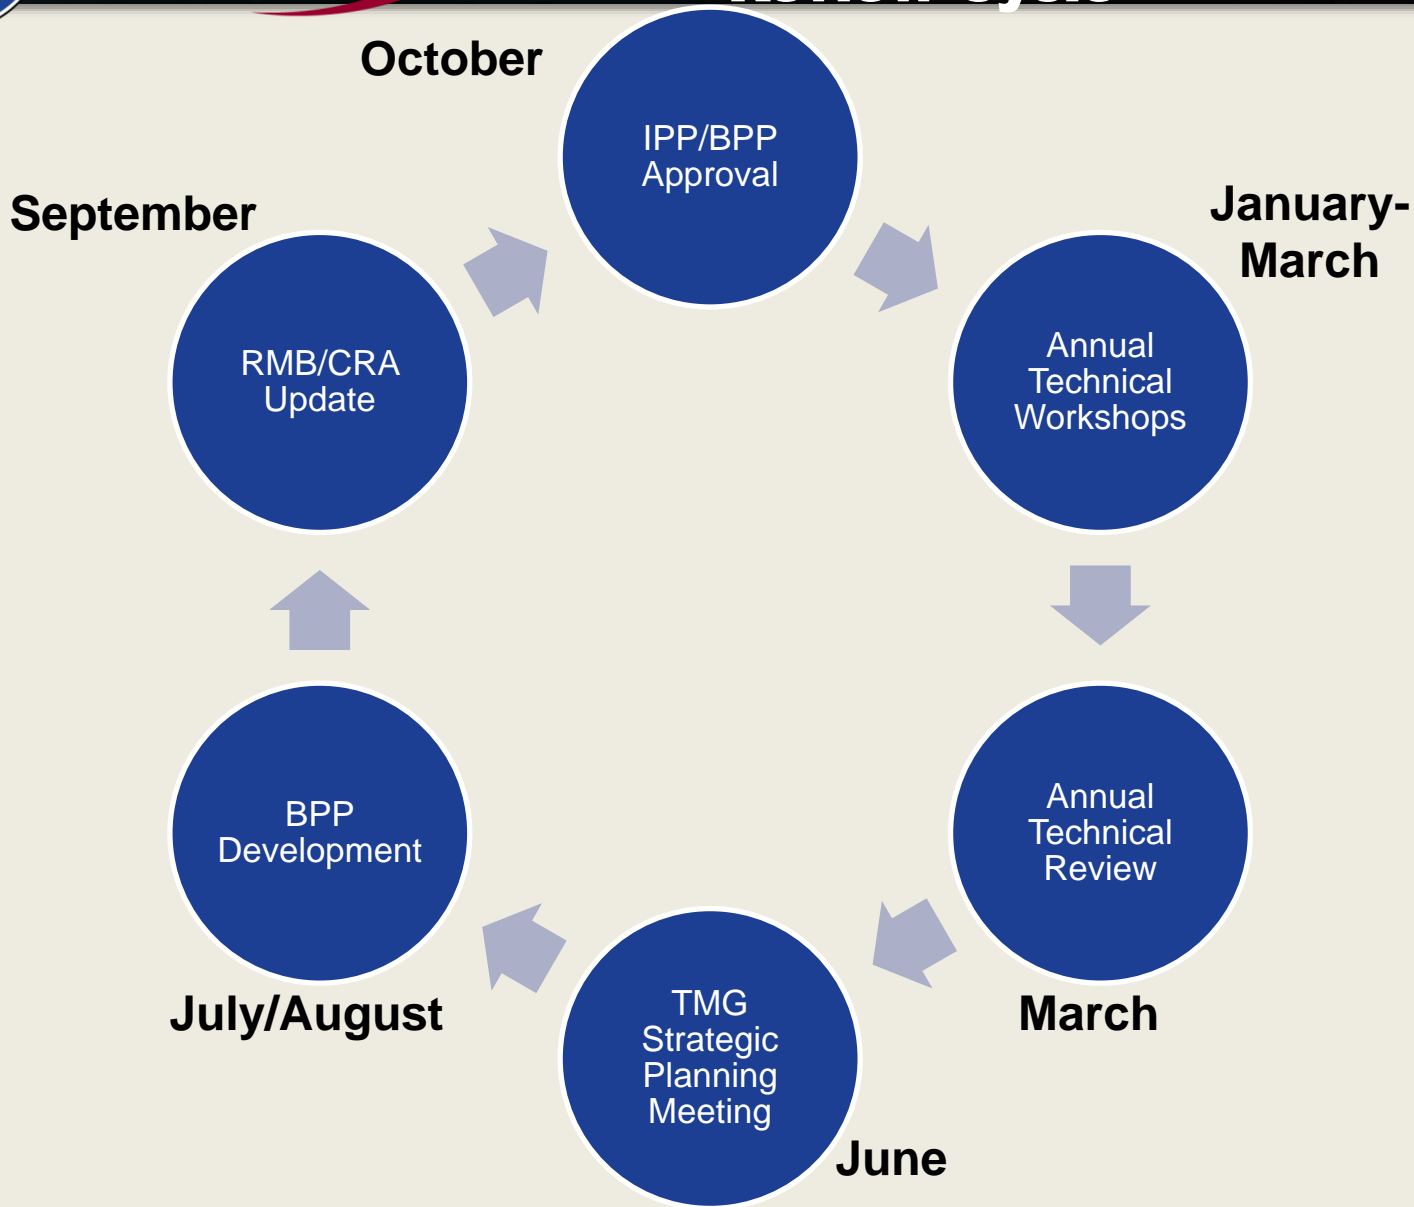 October
IPP/BPP
Approval
January-
March
Annual
Technical
Workshops
Annual
Technical
Review
March
TMG
Strategic
Planning
Meeting
June
BPP
Development
July/August
September
RMB/CRA
Update